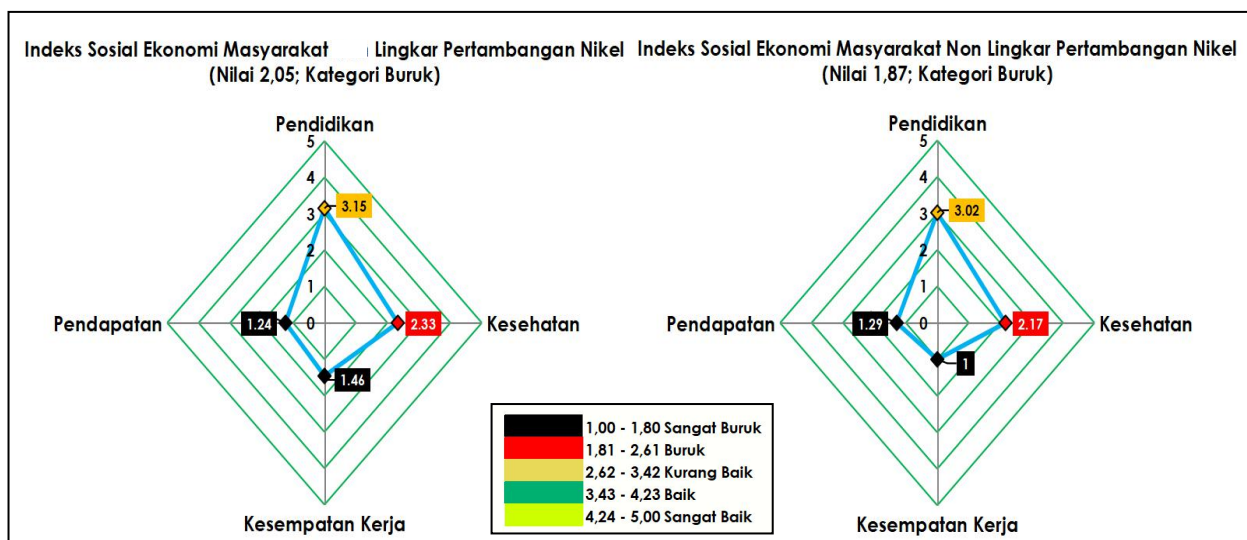 Indeks Sosial Ekonomi Masyarakat Lingkar Pertambangan Nikel
(Nilai 2,05; Kategori Buruk)
Pendidikan
5
4
3.15
3
2
1
Pendapatan
1.24
0
2.33
Kesehatan
1.46
Kesempatan Kerja
Indeks Sosial Ekonomi Masyarakat Non Lingkar Pertambangan Nikel
(Nilai 1,87; Kategori Buruk)
Pendidikan
5
4
3
3.02
2
1
Pendapatan
1.29
0
2.17
Kesehatan
1
Kesempatan Kerja
1,00 - 1,80 Sangat Buruk
1,81 - 2,61 Buruk
2,62 - 3,42 Kurang Baik
3,43 - 4,23 Baik
4,24 - 5,00 Sangat Baik